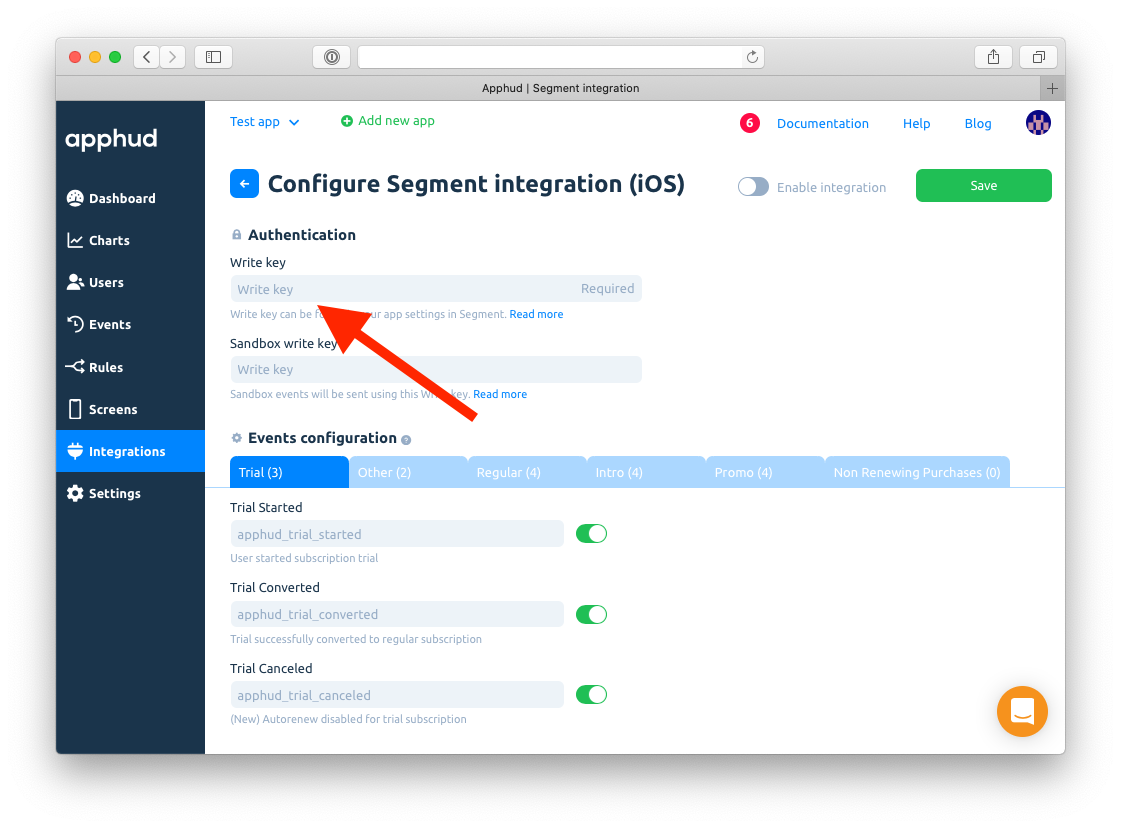 Apphud | Segment integration
apphud
Test app
Add new app
6
Documentation
Help
Blog
Dashboard
Charts
Users
Events
Rules
Screens
Integrations
Settings
Configure Segment integration (iOS)
Enable integration
Save
Authentication
Write key
Write key
Required
Write key can be ur app settings in Segment. Read more
Sandbox write key
Write key
Sandbox events will be sent using this key. Read more
Events configuration ?
Trial (3)
Other (2)
Regular (4)
Intro (4)
Promo (4)
Non Renewing Purchases (0)
Trial Started
apphud_trial_started
User started subscription trial
Trial Converted
apphud_trial_converted
Trial successfully converted to regular subscription
Trial Canceled
apphud_trial_canceled
(New) Autorenew disabled for trial subscription